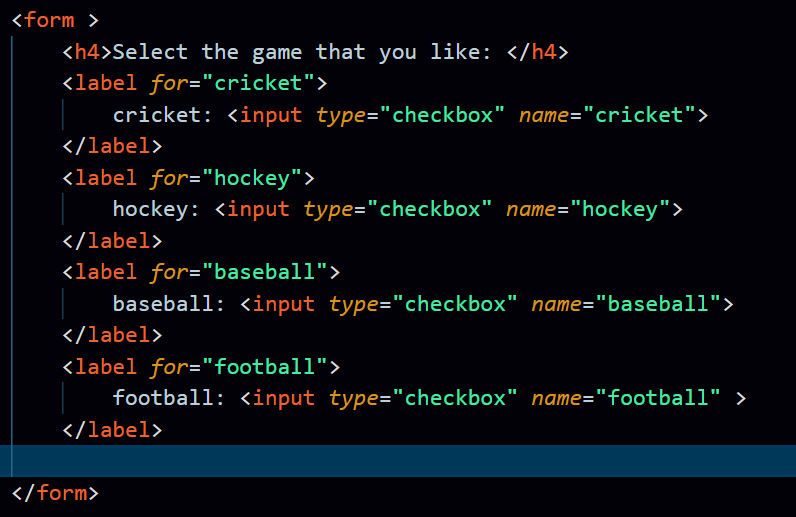 <form >
<h4>Select the game that you like: </h4>
<label for="cricket">
cricket: <input type="checkbox" name="cricket">
</label>
<label for="hockey">
hockey: <input type="checkbox" name="hockey">
</label>
<label for="baseball">
baseball: <input type="checkbox" name="baseball">
</label>
<label for="football">
football: <input type="checkbox" name="football" >
</label>
</form>